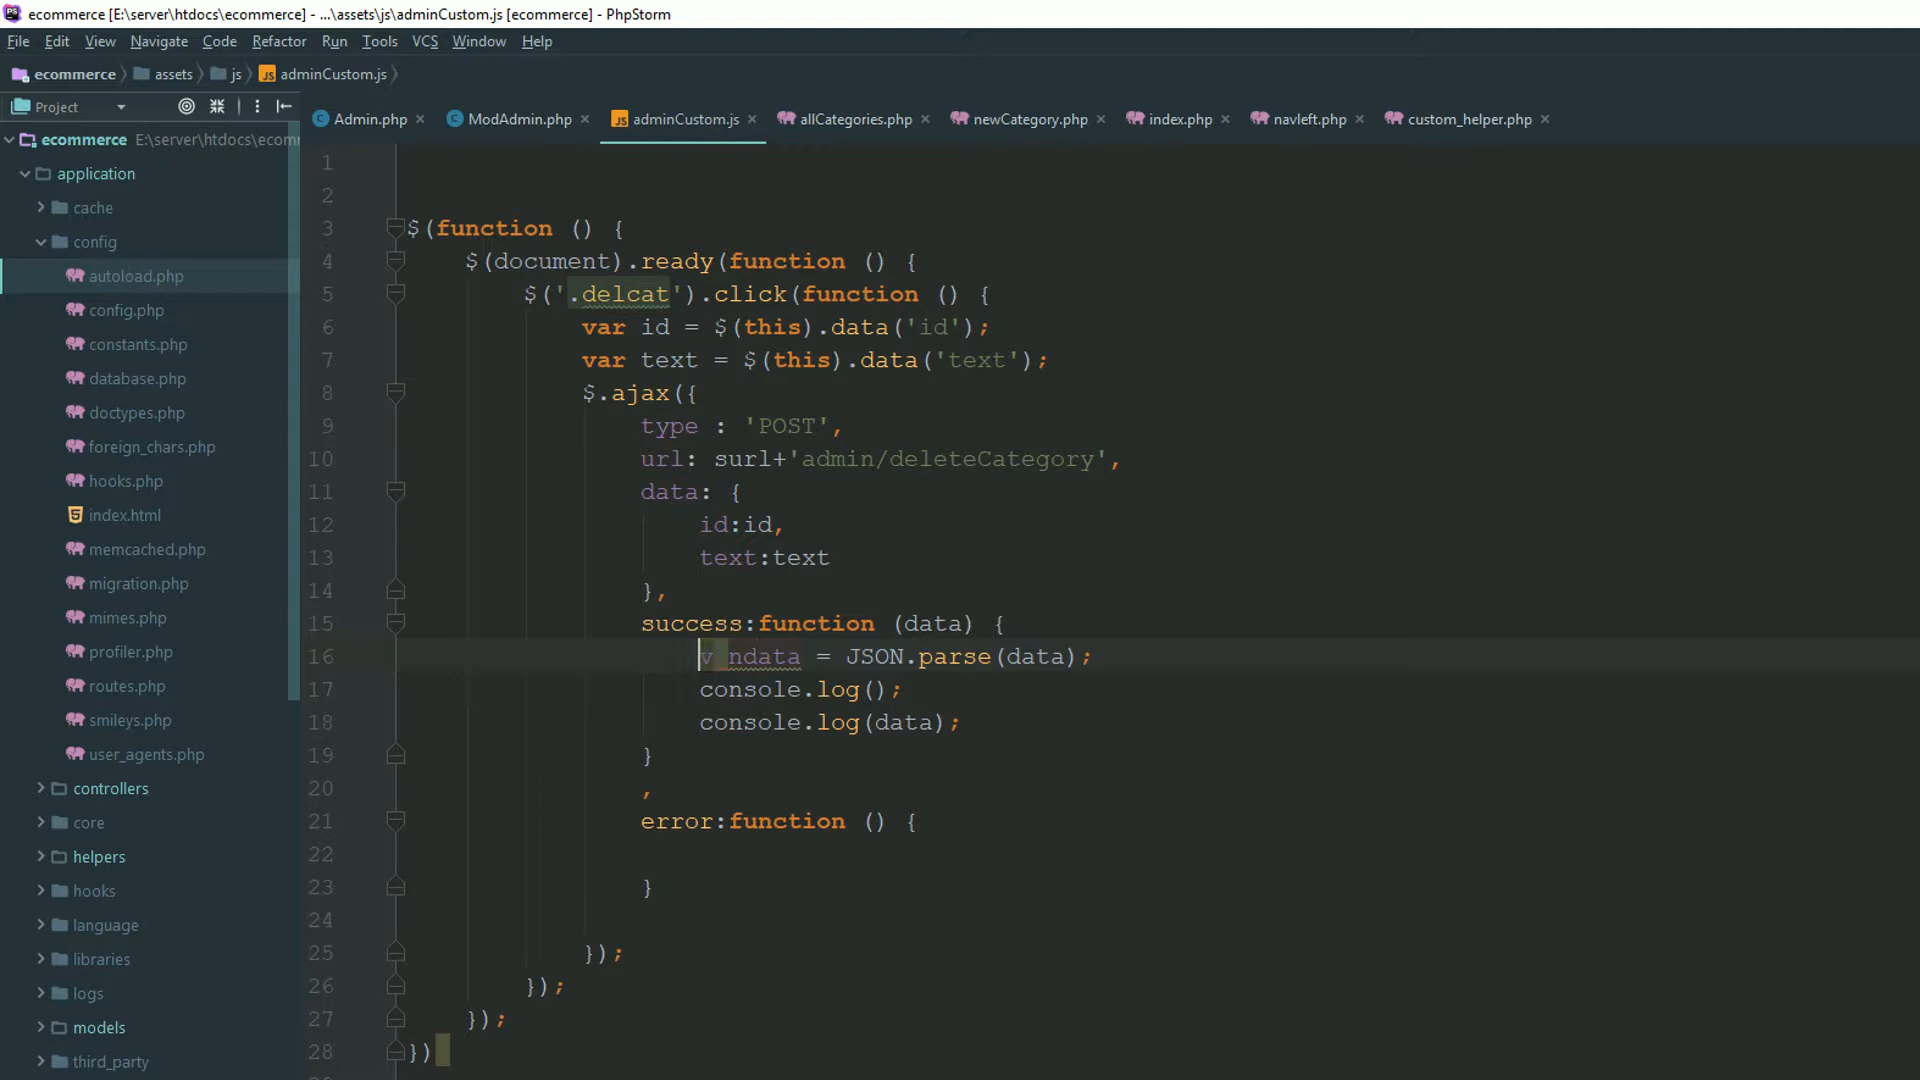 ecommerce [E:\server\htdocs\ecommerce] - ...\assets\js\adminCustom.js [ecommerce] - PhpStorm
File Edit View Navigate Code Refactor Run Tools VCS Window Help
ecommerce assets js adminCustom.js
Project
Admin.php ModAdmin.php adminCustom.js allCategories.php newCategory.php index.php navleft.php custom_helper.php
ecommerce E:\server\htdocs\ecomm
application
cache
config
autoload.php
config.php
constants.php
database.php
doctypes.php
foreign_chars.php
hooks.php
index.html
memcached.php
migration.php
mimes.php
profiler.php
routes.php
smileys.php
user_agents.php
controllers
core
helpers
hooks
language
libraries
logs
models
third_party
1
2
3 $(function () {
4 $(document).ready(function () {
5 $('.delcat').click(function () {
6 var id = $(this).data('id');
7 var text = $(this).data('text');
8 $.ajax({
9 type : 'POST',
10 url: surl+'admin/deleteCategory',
11 data: {
12 id:id,
13 text:text
14 },
15 success:function (data) {
16 v ndata = JSON.parse(data);
17 console.log();
18 console.log(data);
19 }
20 ,
21 error:function () {
22
23 }
24
25 });
26 });
27 });
28 })